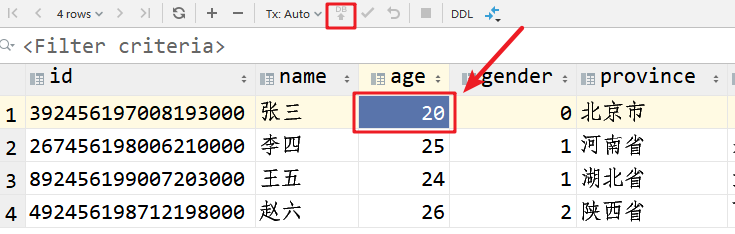 4 rows Tx: Auto DB DDL
<Filter criteria>
id name age gender province
1 392456197008193000 张三 20 0 北京市
2 267456198006210000 李四 25 1 河南省
3 892456199007203000 王五 24 1 湖北省
4 492456198712198000 赵六 26 2 陕西省